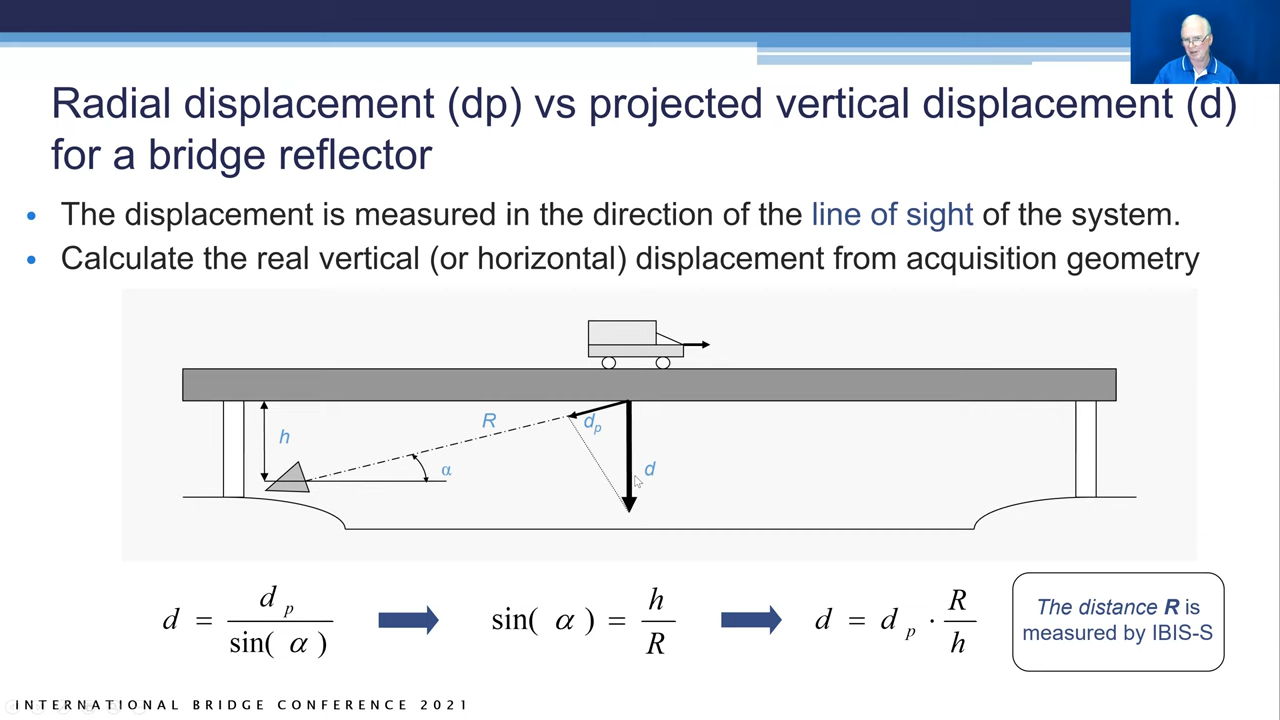 Radial displacement (dp) vs projected vertical displacement (d)
for a bridge reflector
• The displacement is measured in the direction of the line of sight of the system.
• Calculate the real vertical (or horizontal) displacement from acquisition geometry
h
R
α
dp
d
d = d p / sin( α )
sin( α ) = h / R
d = d p · R / h
The distance R is
measured by IBIS-S
INTERNATIONAL BRIDGE CONFERENCE 2021